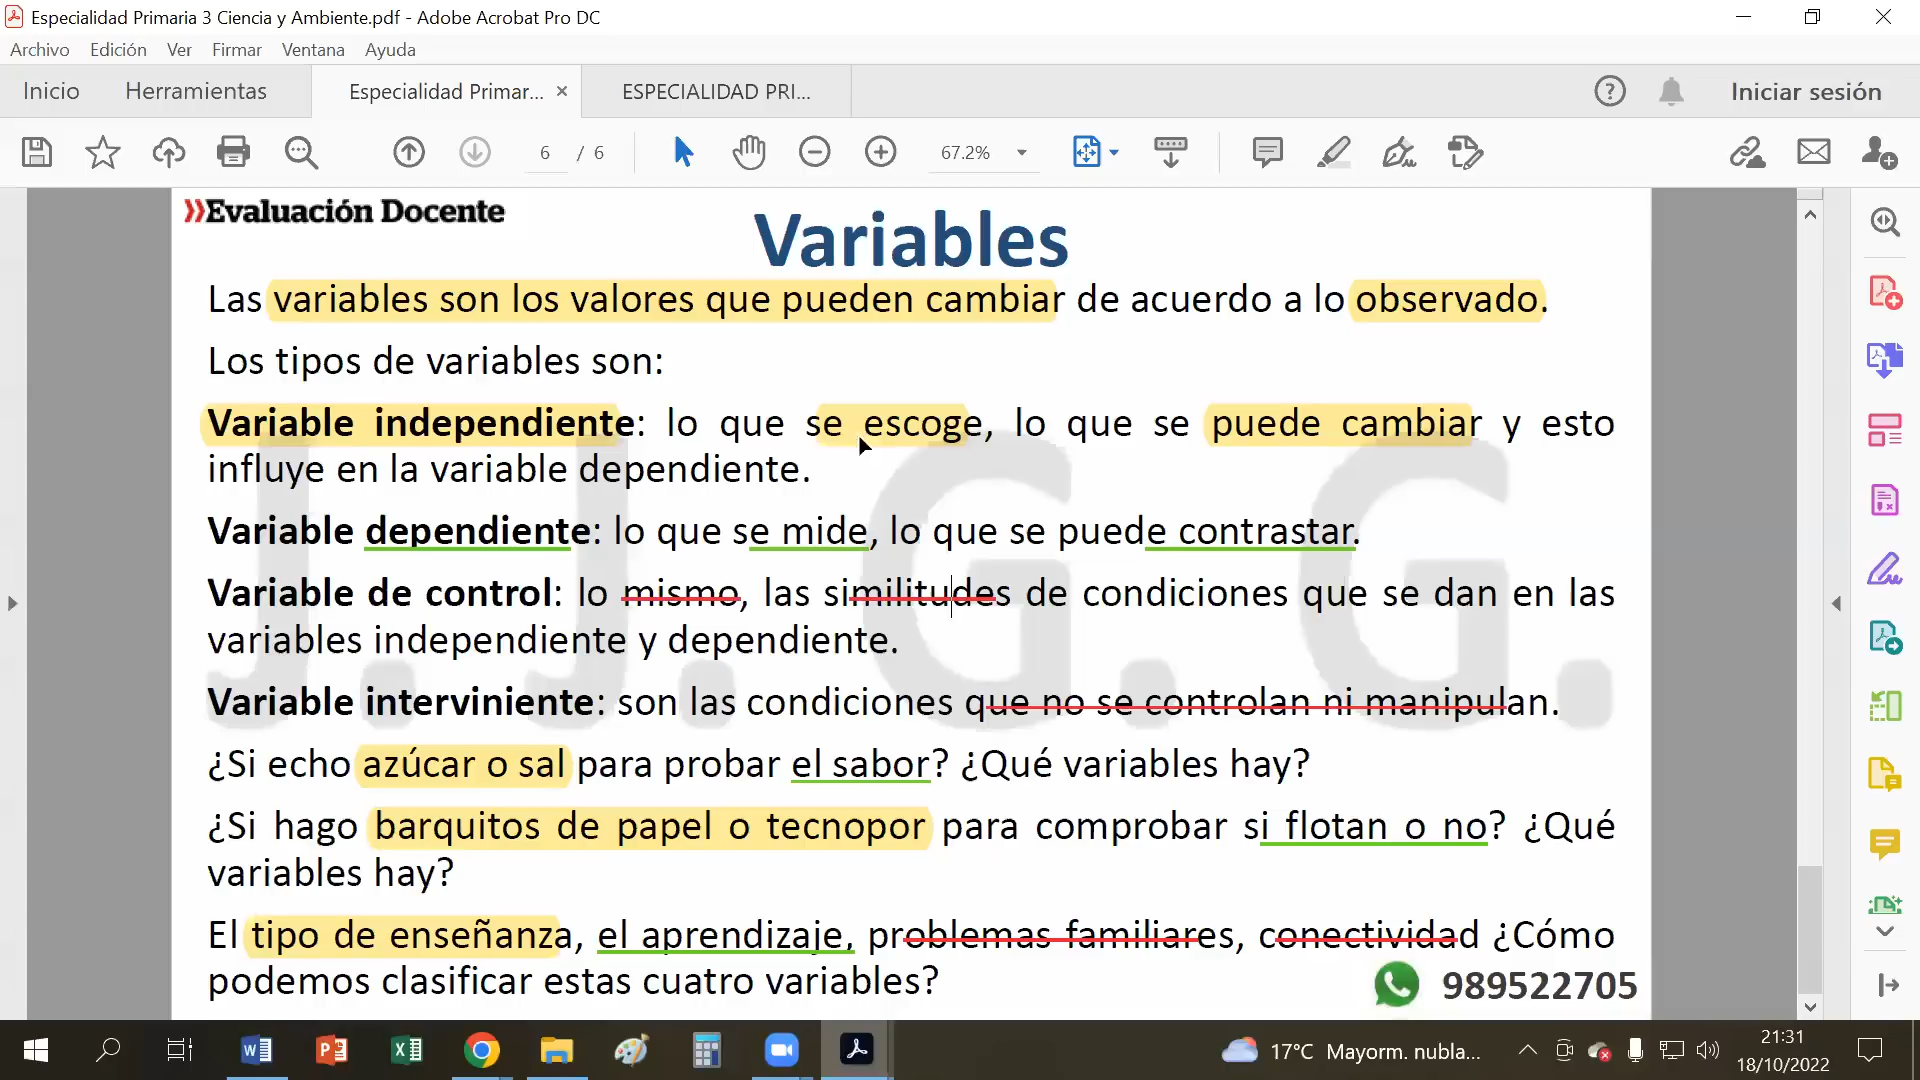 Especialidad Primaria 3 Ciencia y Ambiente.pdf - Adobe Acrobat Pro DC
Archivo Edición Ver Firmar Ventana Ayuda
Inicio Herramientas Especialidad Primar... × ESPECIALIDAD PRI... Iniciar sesión
6 / 6 67.2%
Evaluación Docente
Variables
Las variables son los valores que pueden cambiar de acuerdo a lo observado.
Los tipos de variables son:
Variable independiente: lo que se escoge, lo que se puede cambiar y esto
influye en la variable dependiente.
Variable dependiente: lo que se mide, lo que se puede contrastar.
Variable de control: lo mismo, las similitudes de condiciones que se dan en las
variables independiente y dependiente.
Variable interviniente: son las condiciones que no se controlan ni manipulan.
¿Si echo azúcar o sal para probar el sabor? ¿Qué variables hay?
¿Si hago barquitos de papel o tecnopor para comprobar si flotan o no? ¿Qué
variables hay?
El tipo de enseñanza, el aprendizaje, problemas familiares, conectividad ¿Cómo
podemos clasificar estas cuatro variables?
989522705
J. J. G. G.
17°C Mayorm. nubla...
21:31
18/10/2022